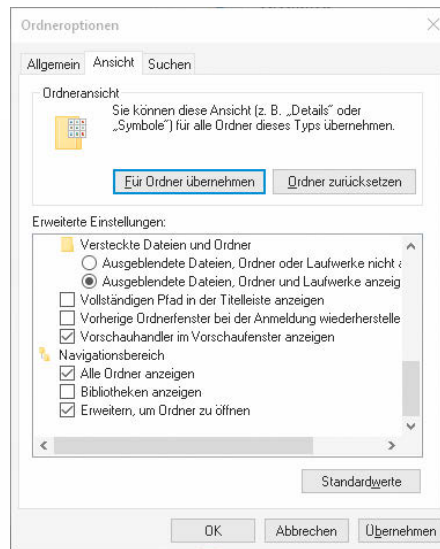 Ordneroptionen
Allgemein Ansicht Suchen
Ordneransicht
Sie können diese Ansicht (z. B. „Details“ oder
„Symbole“) für alle Ordner dieses Typs übernehmen.
Für Ordner übernehmen Ordner zurücksetzen
Erweiterte Einstellungen:
Versteckte Dateien und Ordner
Ausgeblendete Dateien, Ordner oder Laufwerke nicht a
Ausgeblendete Dateien, Ordner und Laufwerke anzeig
Vollständigen Pfad in der Titelleiste anzeigen
Vorherige Ordnerfenster bei der Anmeldung wiederherstelle
Vorschauhandler im Vorschaufenster anzeigen
Navigationsbereich
Alle Ordner anzeigen
Bibliotheken anzeigen
Erweitern, um Ordner zu öffnen
Standardwerte
OK Abbrechen Übernehmen